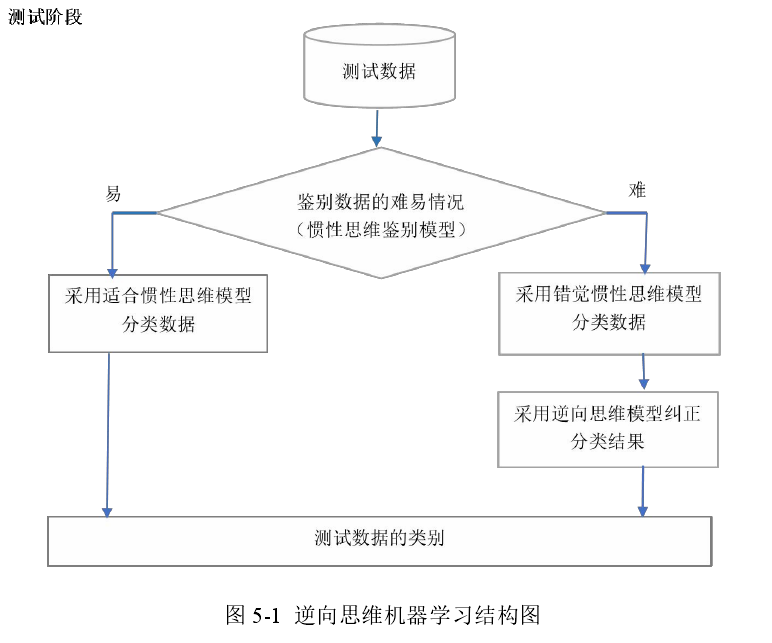 测试阶段
测试数据
鉴别数据的难易情况
（惯性思维鉴别模型）
易
难
采用适合惯性思维模型
分类数据
采用错觉惯性思维模型
分类数据
采用逆向思维模型纠正
分类结果
测试数据的类别
图 5-1 逆向思维机器学习结构图